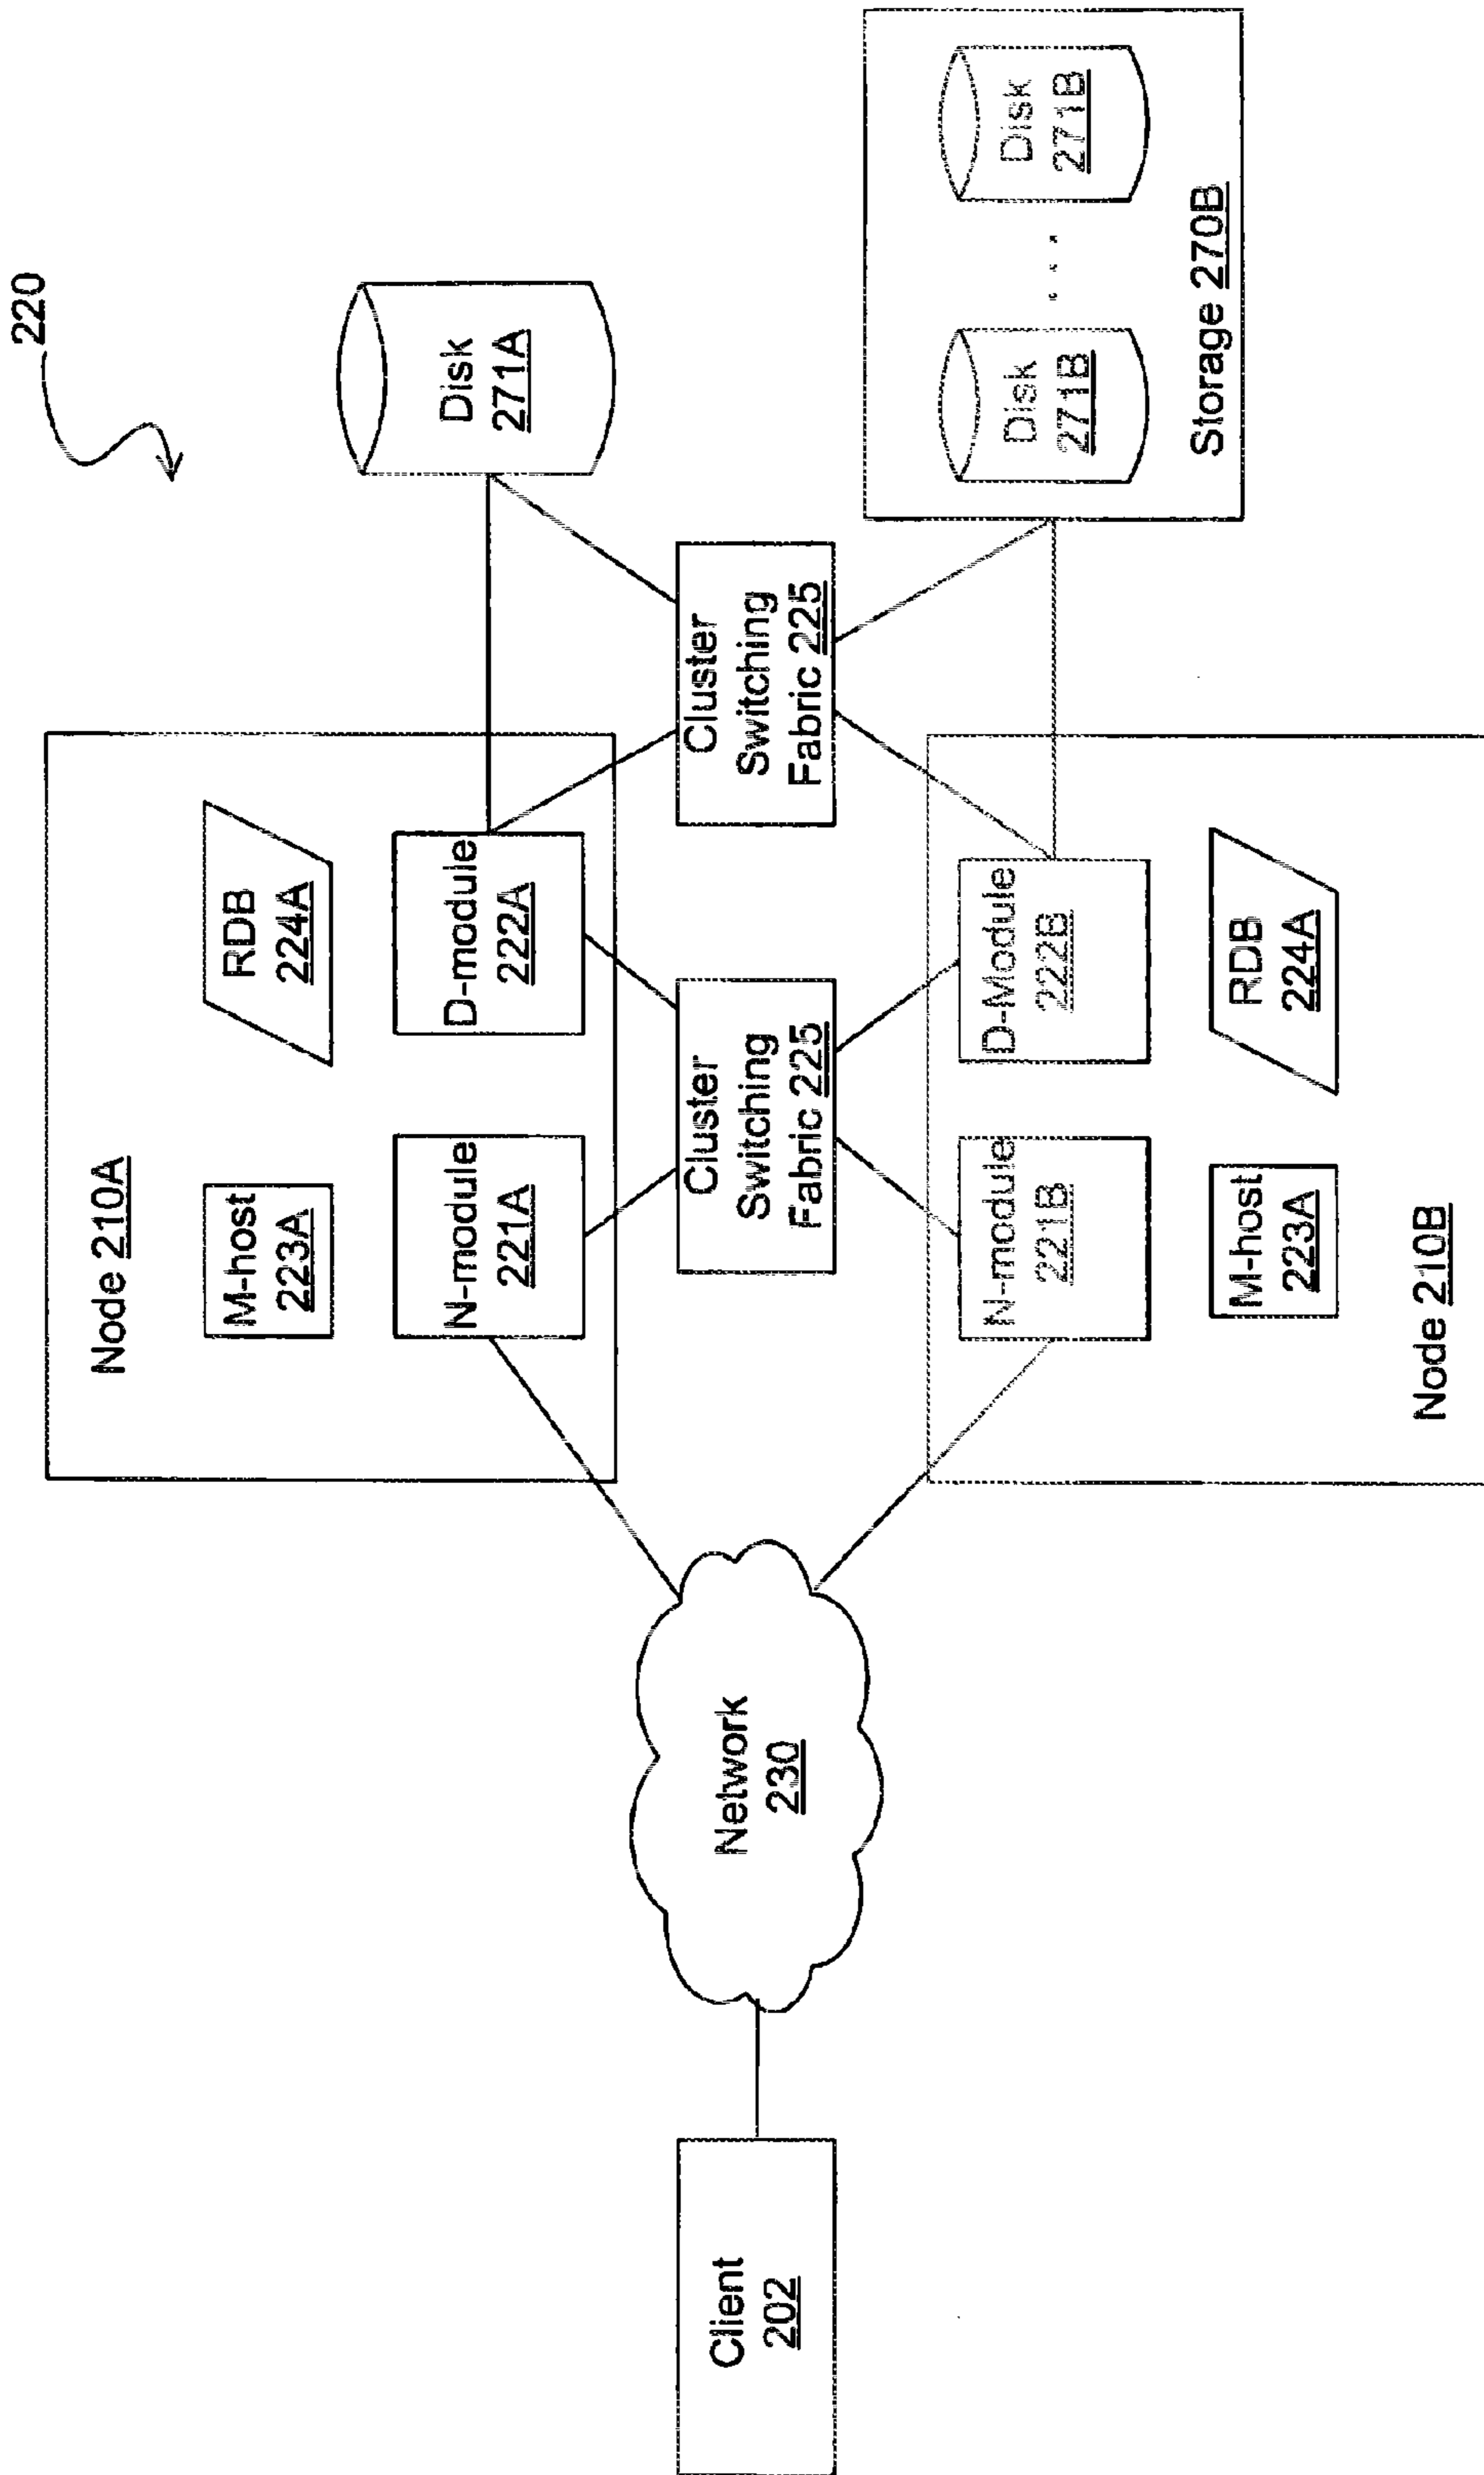 220
Node 210A
M-host
223A
RDB
224A
N-module
221A
D-module
222A
Disk
271A
Client
202
Network
230
Cluster
Switching
Fabric 225
Cluster
Switching
Fabric 225
N-module
221B
D-Module
222B
M-host
223A
RDB
224A
Node 210B
Disk
271B
. . .
Disk
271B
Storage 270B